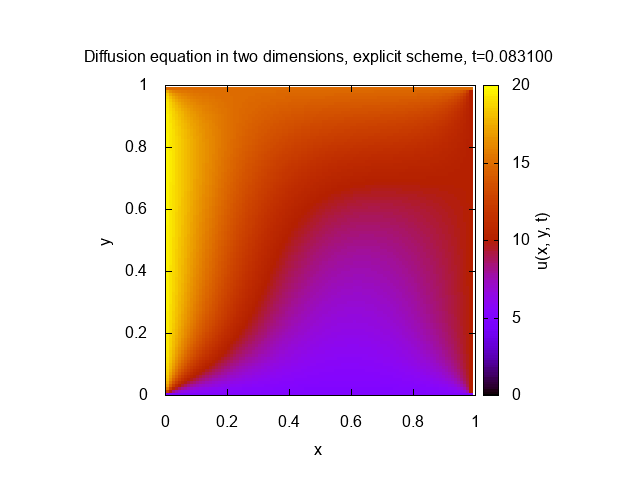 Diffusion equation in two dimensions, explicit scheme, t=0.083100
1
0.8
0.6
0.4
0.2
0
y
0 0.2 0.4 0.6 0.8 1
x
20
15
10
5
0
u(x, y, t)